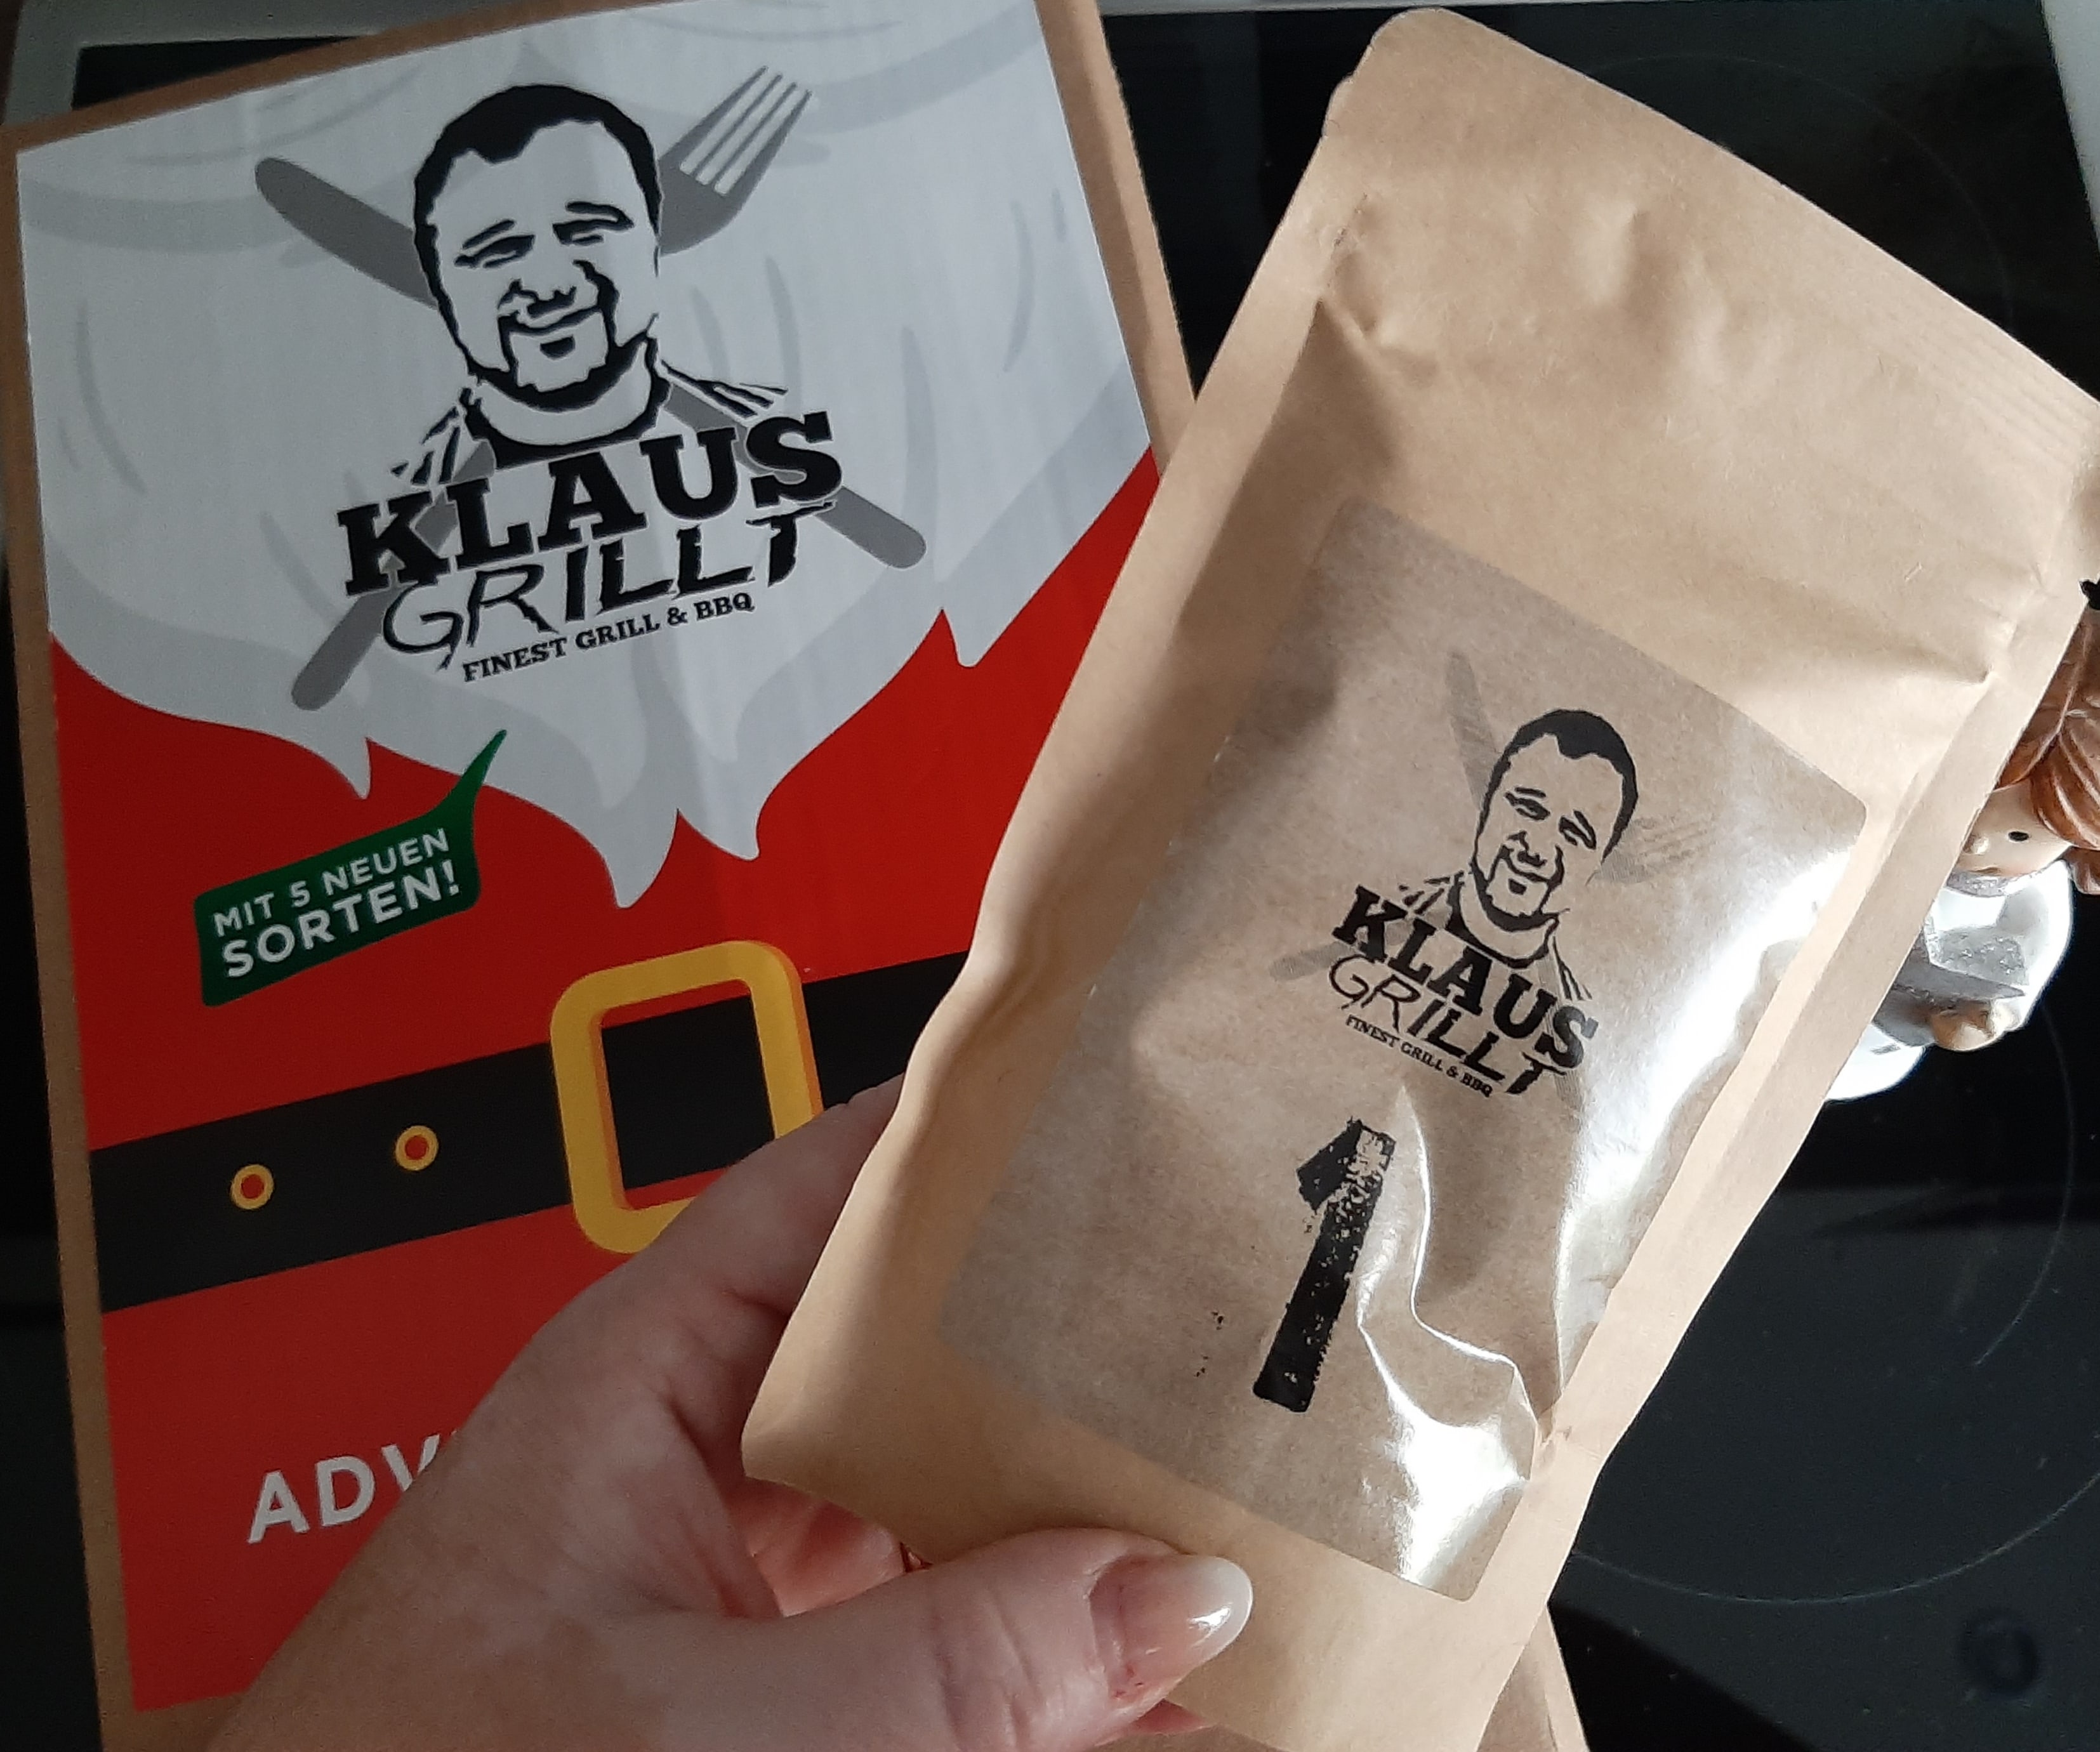 KLAUS
GRILLT
FINEST GRILL & BBQ
MIT 5 NEUEN
SORTEN!
ADV
KLAUS
GRILLT
FINEST GRILL & BBQ
1